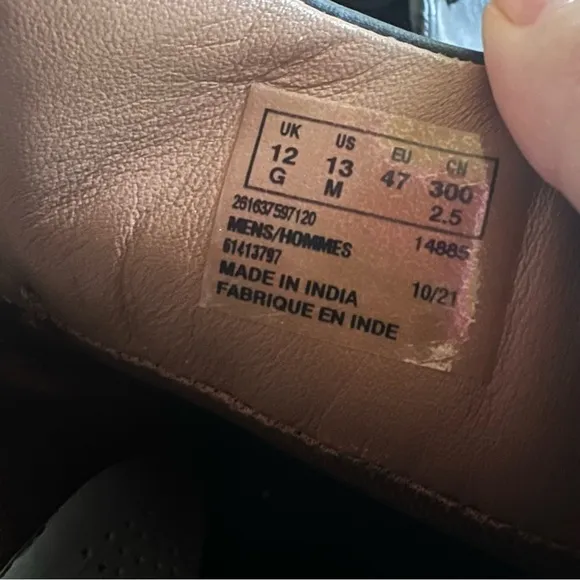 UK US EU CN
12 13 47 300
G M 2.5
261637597120
MENS/HOMMES 14885
61413797
MADE IN INDIA 10/21
FABRIQUE EN INDE